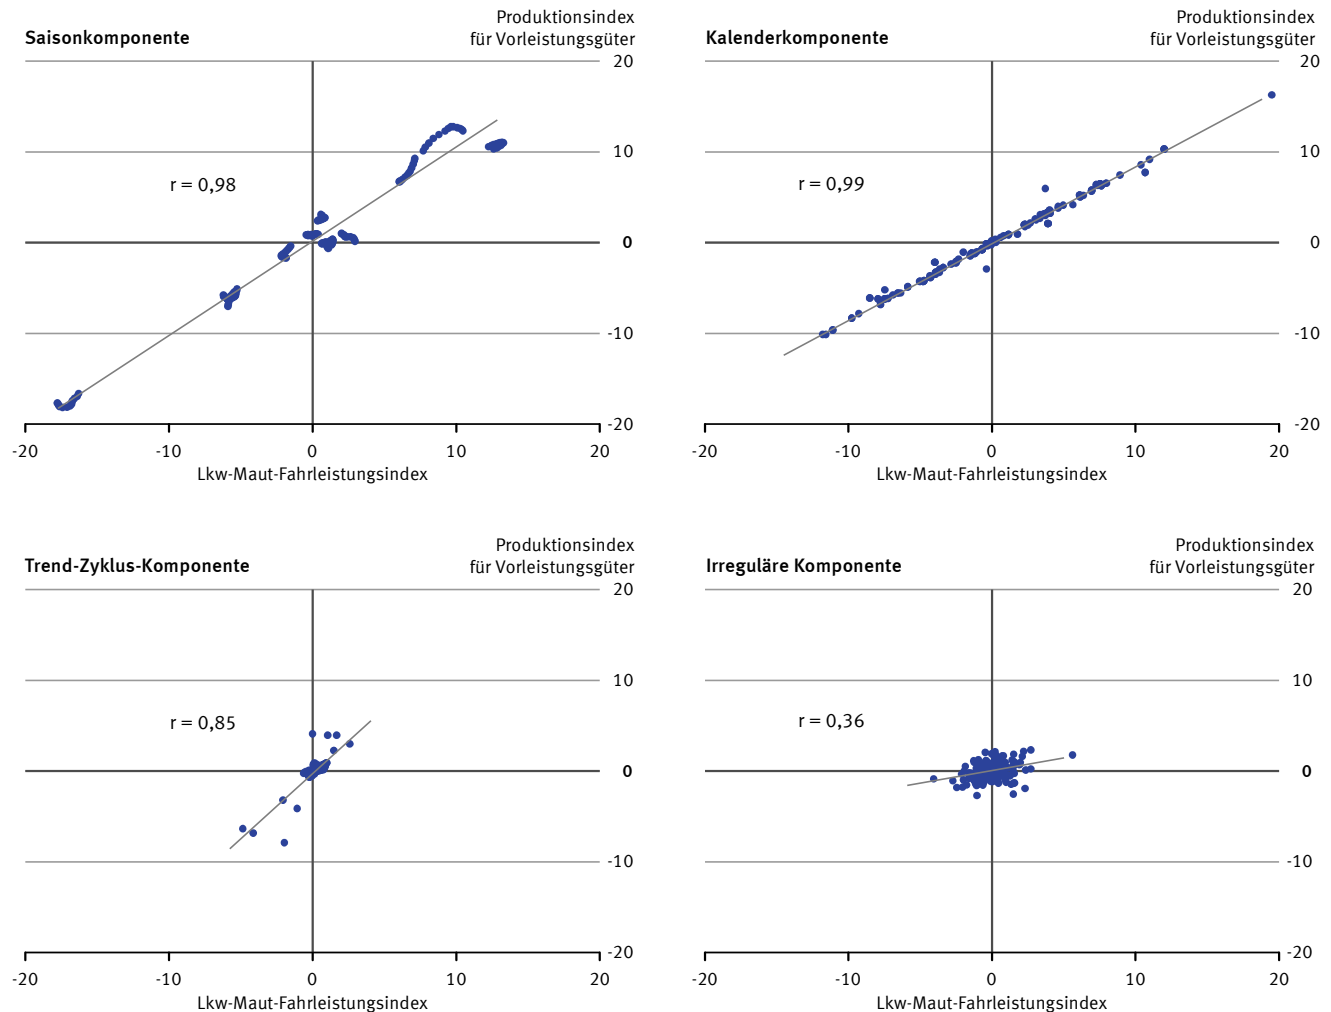 Saisonkomponente
Produktionsindex
für Vorleistungsgüter
20
10
0
-10
-20
r = 0,98
-20 -10 0 10 20
Lkw-Maut-Fahrleistungsindex
Kalenderkomponente
Produktionsindex
für Vorleistungsgüter
20
10
0
-10
-20
r = 0,99
-20 -10 0 10 20
Lkw-Maut-Fahrleistungsindex
Trend-Zyklus-Komponente
Produktionsindex
für Vorleistungsgüter
20
10
0
-10
-20
r = 0,85
-20 -10 0 10 20
Lkw-Maut-Fahrleistungsindex
Irreguläre Komponente
Produktionsindex
für Vorleistungsgüter
20
10
0
-10
-20
r = 0,36
-20 -10 0 10 20
Lkw-Maut-Fahrleistungsindex